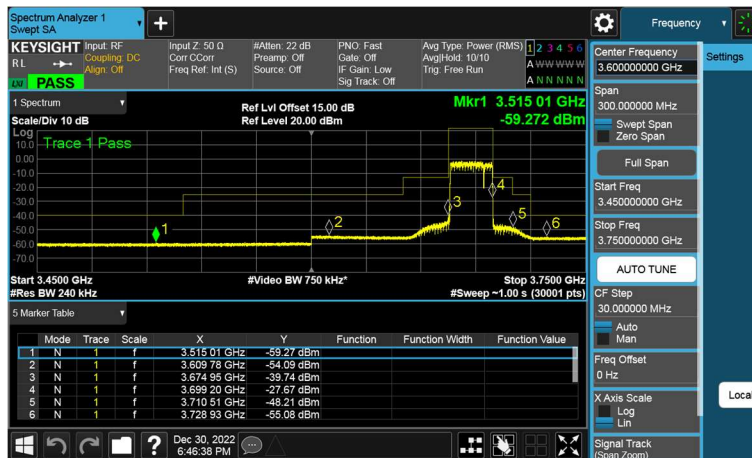 Spectrum Analyzer 1
Swept SA
Frequency
KEYSIGHT
RL
LXI
PASS
Input: RF
Coupling: DC
Align: Off
Input Z: 50 Ω
Corr CCorr
Freq Ref: Int (S)
#Atten: 22 dB
Preamp: Off
Source: Off
PNO: Fast
Gate: Off
IF Gain: Low
Sig Track: Off
Avg Type: Power (RMS)
Avg|Hold: 10/10
Trig: Free Run
1 2 3 4 5 6
A W W W W W
A N N N N N
1 Spectrum
Scale/Div 10 dB
Ref Lvl Offset 15.00 dB
Ref Level 20.00 dBm
Mkr1 3.515 01 GHz
-59.272 dBm
Log
Trace 1 Pass
10.0
0.00
-10.0
-20.0
-30.0
-40.0
-50.0
-60.0
-70.0
1
2
3
4
5
6
Start 3.4500 GHz
#Res BW 240 kHz
#Video BW 750 kHz*
Stop 3.7500 GHz
#Sweep ~1.00 s (30001 pts)
5 Marker Table
Mode Trace Scale X Y Function Function Width Function Value
1 N 1 f 3.515 01 GHz -59.27 dBm
2 N 1 f 3.609 78 GHz -54.09 dBm
3 N 1 f 3.674 95 GHz -39.74 dBm
4 N 1 f 3.699 20 GHz -27.67 dBm
5 N 1 f 3.710 51 GHz -48.21 dBm
6 N 1 f 3.728 93 GHz -55.08 dBm
?
Dec 30, 2022
6:46:38 PM
Center Frequency
3.600000000 GHz
Settings
Span
300.000000 MHz
Swept Span
Zero Span
Full Span
Start Freq
3.450000000 GHz
Stop Freq
3.750000000 GHz
AUTO TUNE
CF Step
30.000000 MHz
Auto
Man
Freq Offset
0 Hz
X Axis Scale
Log
Lin
Local
Signal Track
(Span Zoom)